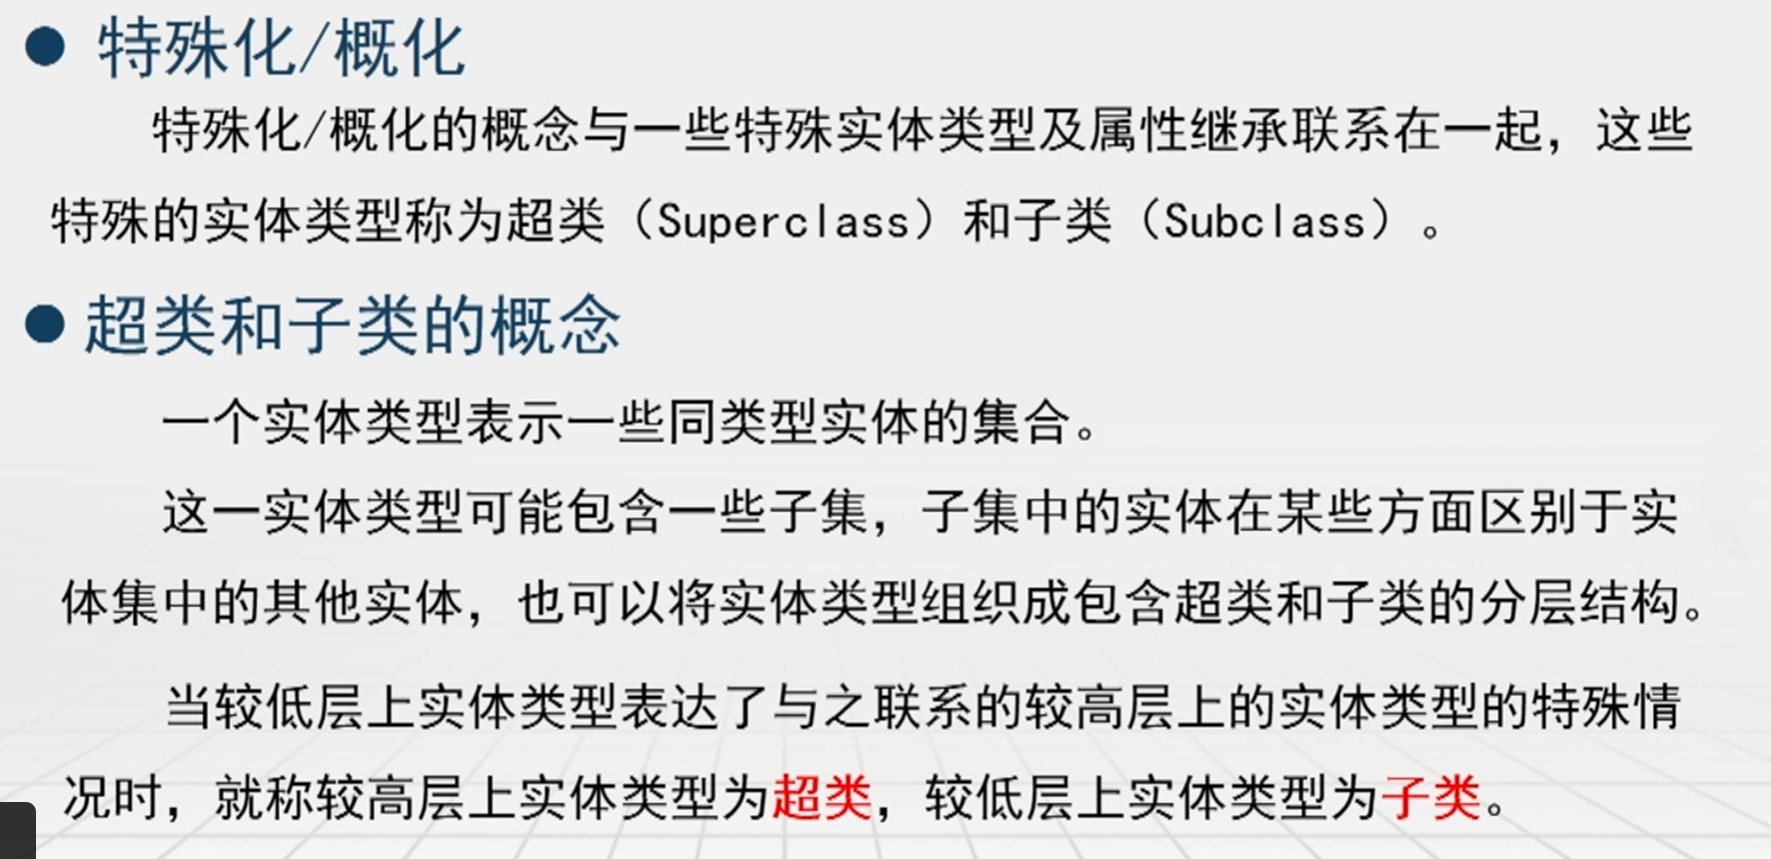 ● 特殊化/概化
特殊化/概化的概念与一些特殊实体类型及属性继承联系在一起，这些
特殊的实体类型称为超类（Superclass）和子类（Subclass）。
● 超类和子类的概念
一个实体类型表示一些同类型实体的集合。
这一实体类型可能包含一些子集，子集中的实体在某些方面区别于实
体集中的其他实体，也可以将实体类型组织成包含超类和子类的分层结构。
当较低层上实体类型表达了与之联系的较高层上的实体类型的特殊情
况时，就称较高层上实体类型为超类，较低层上实体类型为子类。